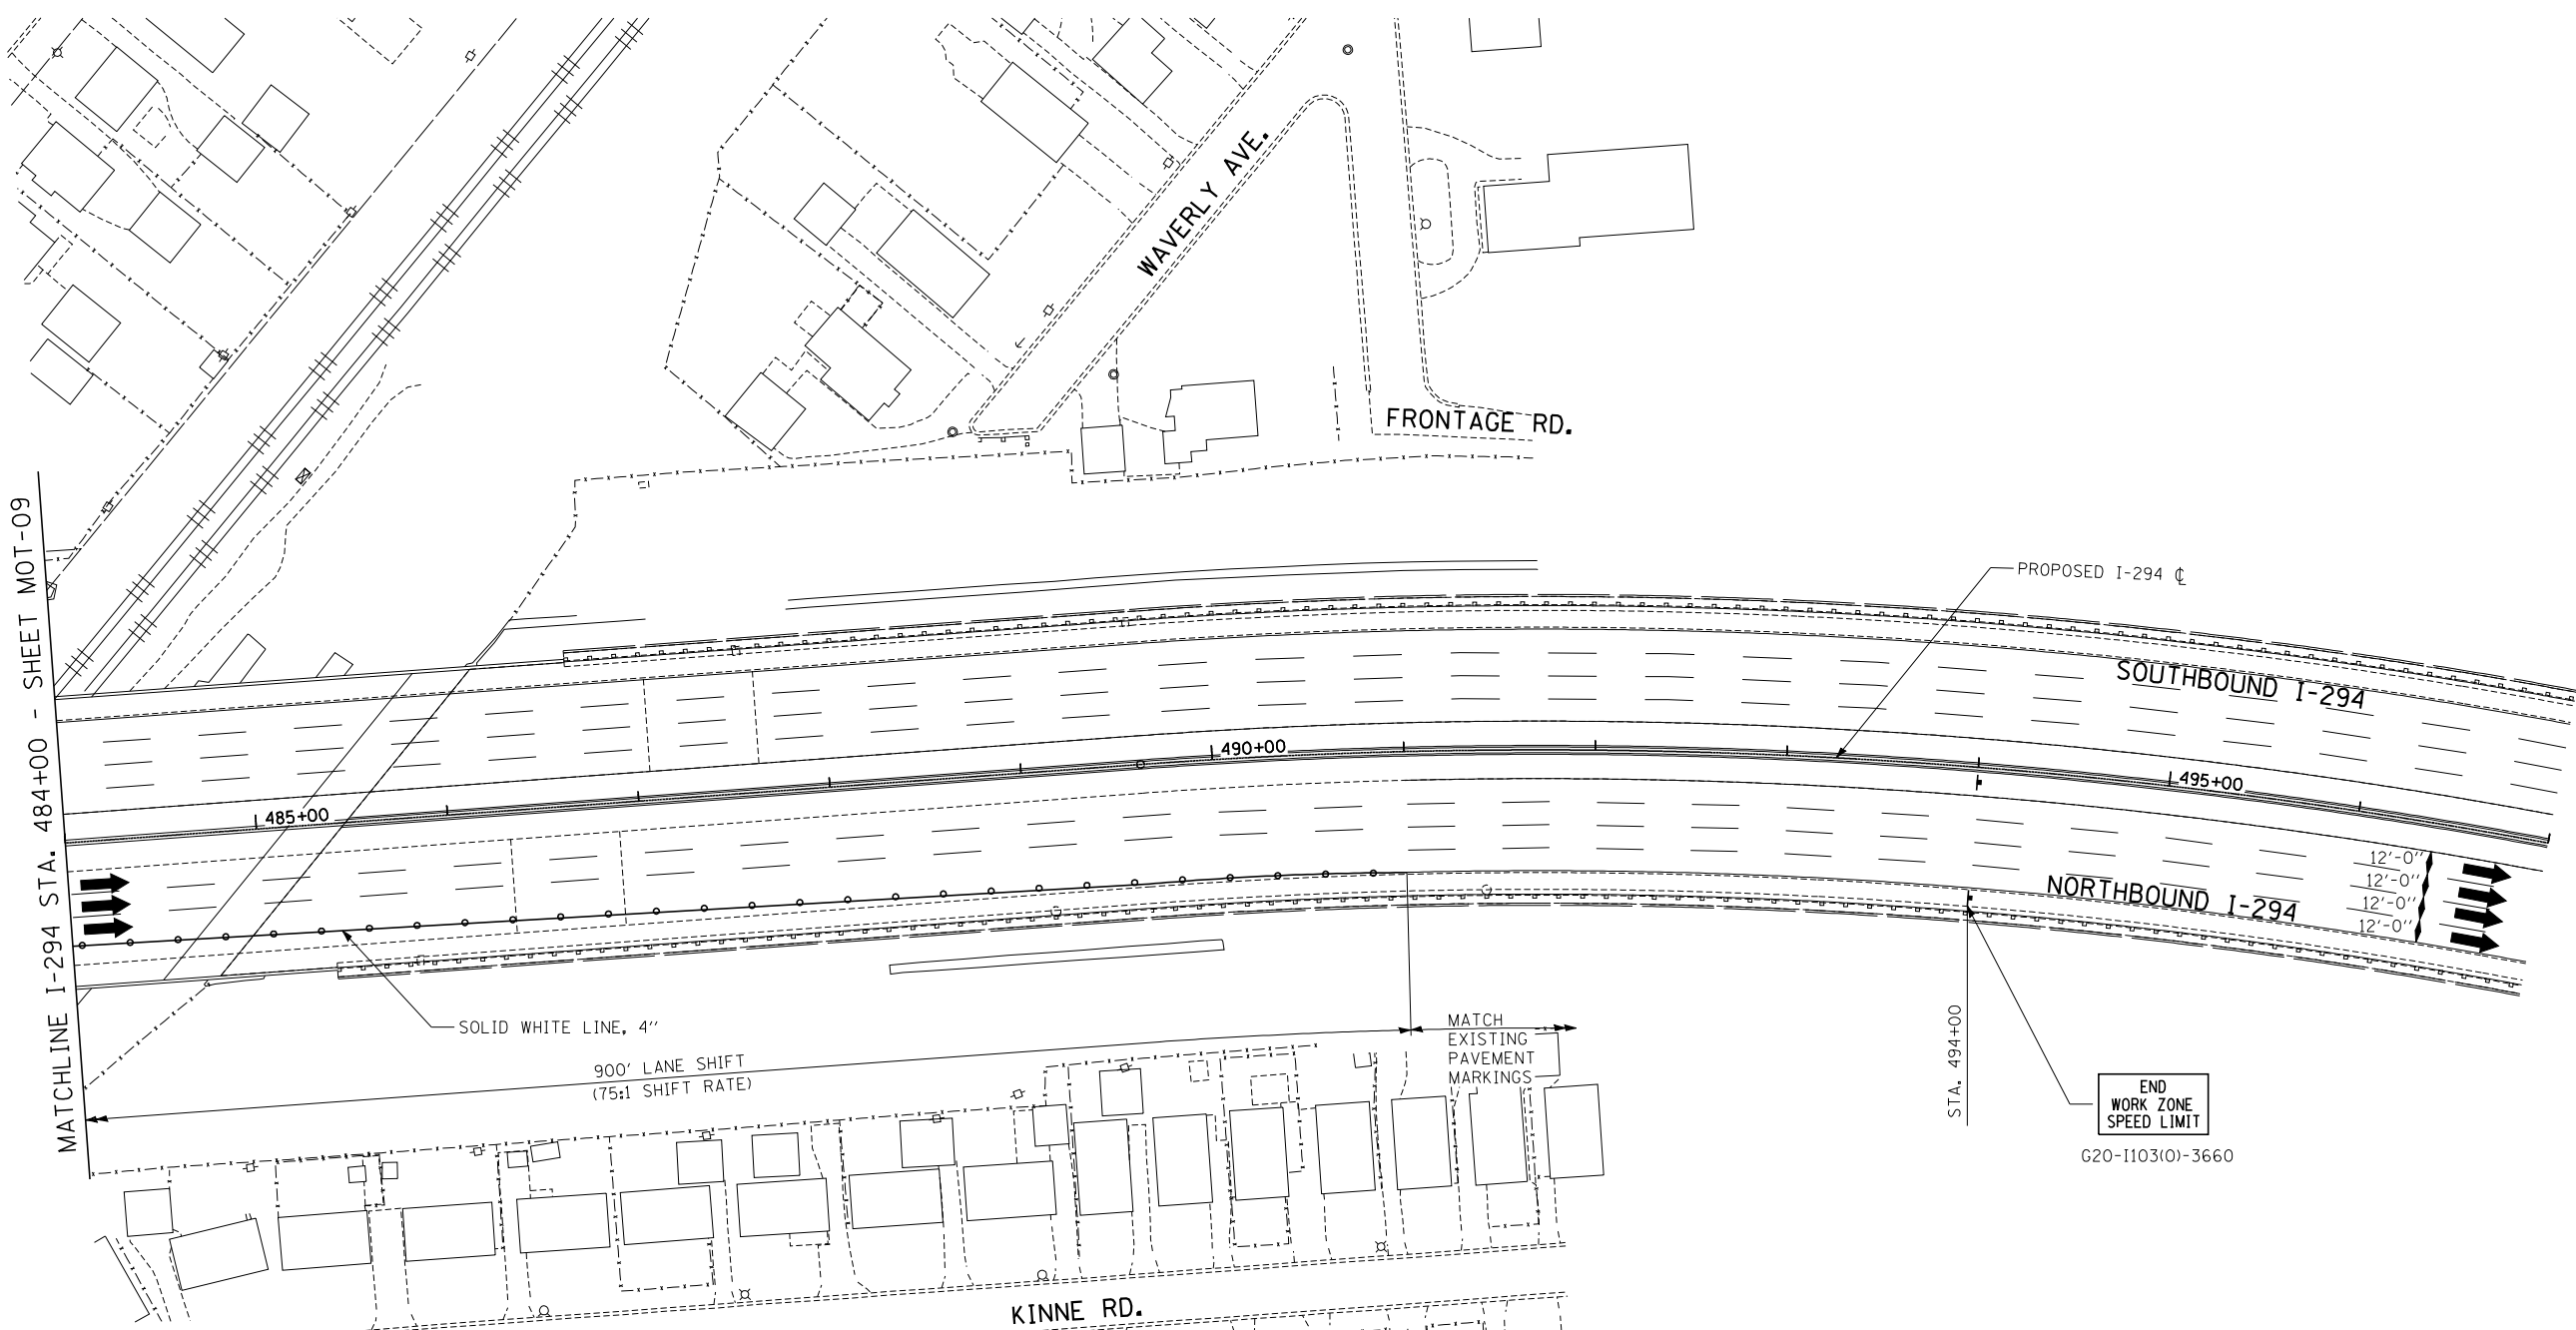 WAVERLY AVE.
FRONTAGE RD.
MATCHLINE I-294 STA. 484+00 - SHEET MOT-09
PROPOSED I-294 ℄
SOUTHBOUND I-294
490+00
495+00
485+00
12'-0''
12'-0''
12'-0''
12'-0''
NORTHBOUND I-294
SOLID WHITE LINE, 4''
900' LANE SHIFT
(75:1 SHIFT RATE)
MATCH
EXISTING
PAVEMENT
MARKINGS
STA. 494+00
END
WORK ZONE
SPEED LIMIT
G20-I103(O)-3660
KINNE RD.